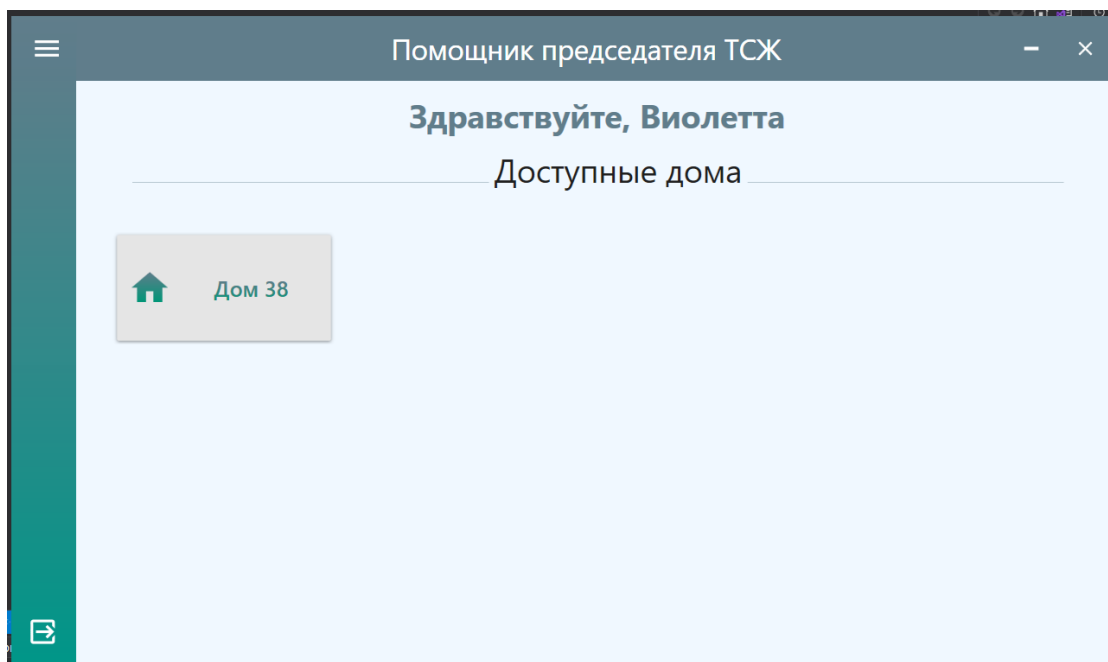 Помощник председателя ТСЖ
Здравствуйте, Виолетта
Доступные дома
Дом 38